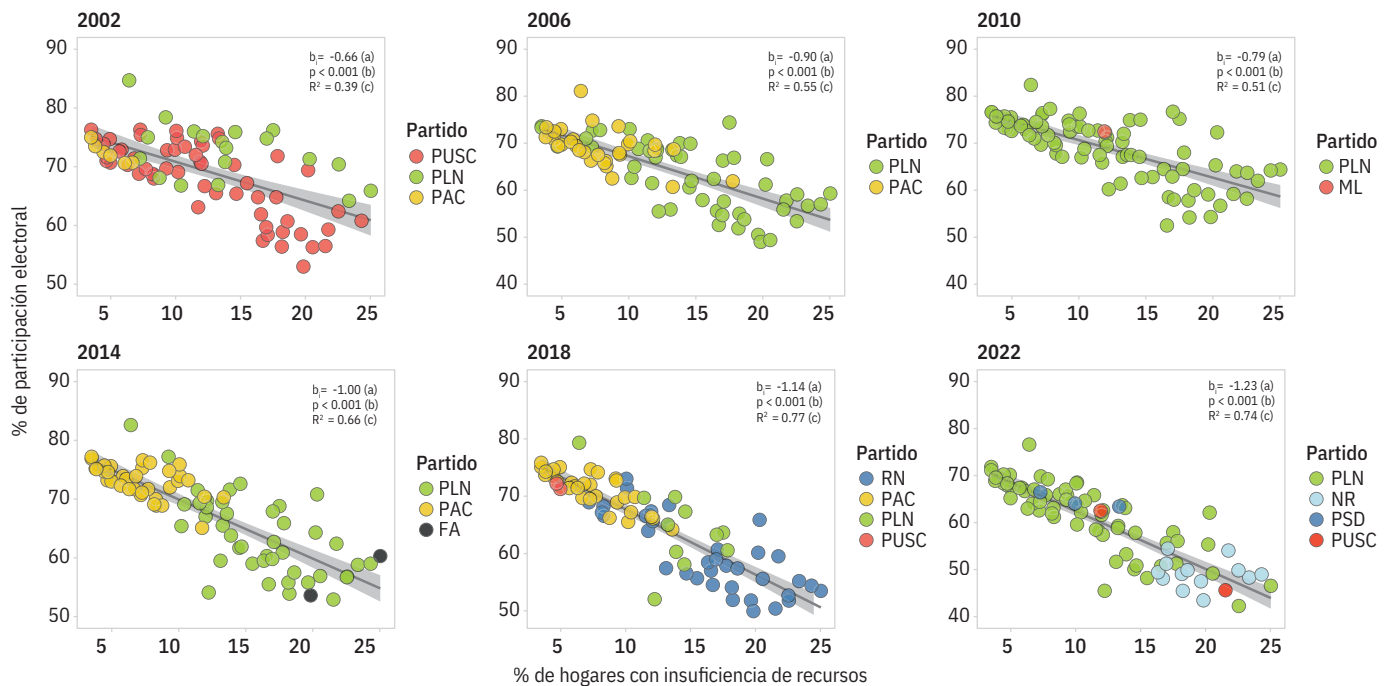 2002
90
80
70
60
50
5 10 15 20 25
bᵢ= -0.66 (a)
p < 0.001 (b)
R² = 0.39 (c)
Partido
PUSC
PLN
PAC
2006
90
80
70
60
50
40
5 10 15 20 25
bᵢ= -0.90 (a)
p < 0.001 (b)
R² = 0.55 (c)
Partido
PLN
PAC
2010
90
80
70
60
50
40
5 10 15 20 25
bᵢ= -0.79 (a)
p < 0.001 (b)
R² = 0.51 (c)
Partido
PLN
ML
% de participación electoral
2014
90
80
70
60
50
5 10 15 20 25
bᵢ= -1.00 (a)
p < 0.001 (b)
R² = 0.66 (c)
Partido
PLN
PAC
FA
2018
90
80
70
60
50
5 10 15 20 25
bᵢ= -1.14 (a)
p < 0.001 (b)
R² = 0.77 (c)
Partido
RN
PAC
PLN
PUSC
2022
90
80
70
60
50
40
5 10 15 20 25
bᵢ= -1.23 (a)
p < 0.001 (b)
R² = 0.74 (c)
Partido
PLN
NR
PSD
PUSC
% de hogares con insuficiencia de recursos